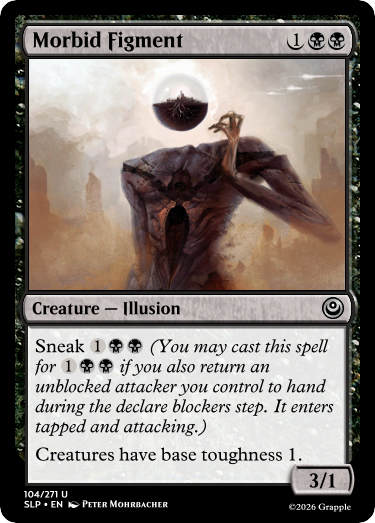 Morbid Figment 1
Creature — Illusion
Sneak 1 (You may cast this spell
for 1 if you also return an
unblocked attacker you control to hand
during the declare blockers step. It enters
tapped and attacking.)
Creatures have base toughness 1.
3/1
104/271 U
SLP • EN Peter Mohrbacher
©2026 Grapple